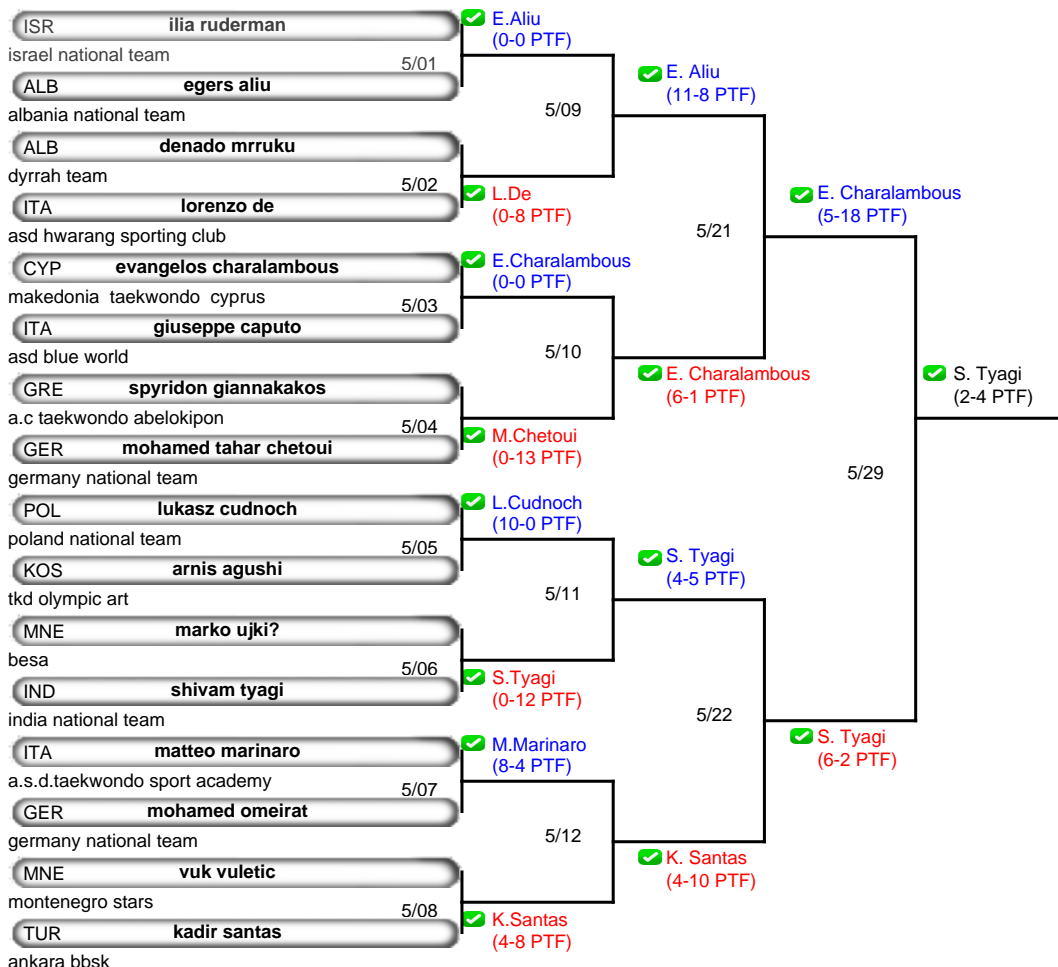 ISR ilia ruderman
israel national team
5/01
ALB egers aliu
albania national team
ALB denado mrruku
dyrrah team
5/02
ITA lorenzo de
asd hwarang sporting club
CYP evangelos charalambous
makedonia taekwondo cyprus
5/03
ITA giuseppe caputo
asd blue world
GRE spyridon giannakakos
a.c taekwondo abelokipon
5/04
GER mohamed tahar chetoui
germany national team
POL lukasz cudnoch
poland national team
5/05
KOS arnis agushi
tkd olympic art
MNE marko ujki?
besa
5/06
IND shivam tyagi
india national team
ITA matteo marinaro
a.s.d.taekwondo sport academy
5/07
GER mohamed omeirat
germany national team
MNE vuk vuletic
montenegro stars
5/08
TUR kadir santas
ankara bbsk
E.Aliu
(0-0 PTF)
5/09
L.De
(0-8 PTF)
E.Charalambous
(0-0 PTF)
5/10
M.Chetoui
(0-13 PTF)
L.Cudnoch
(10-0 PTF)
5/11
S.Tyagi
(0-12 PTF)
M.Marinaro
(8-4 PTF)
5/12
K.Santas
(4-8 PTF)
E. Aliu
(11-8 PTF)
5/21
E. Charalambous
(6-1 PTF)
S. Tyagi
(4-5 PTF)
5/22
K. Santas
(4-10 PTF)
E. Charalambous
(5-18 PTF)
5/29
S. Tyagi
(6-2 PTF)
S. Tyagi
(2-4 PTF)